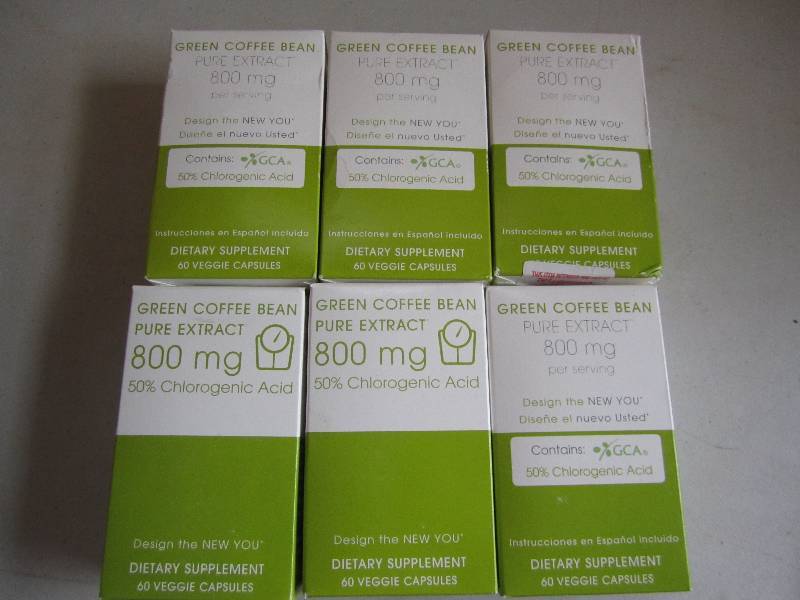 GREEN COFFEE BEAN
PURE EXTRACT
800 mg
per serving
Design the NEW YOU*
Diseñe el nuevo Usted*
Contains: GCA®
50% Chlorogenic Acid
Instrucciones en Español incluido
DIETARY SUPPLEMENT
60 VEGGIE CAPSULES
GREEN COFFEE BEAN
PURE EXTRACT
800 mg
per serving
Design the NEW YOU*
Diseñe el nuevo Usted*
Contains: GCA®
50% Chlorogenic Acid
Instrucciones en Español incluido
DIETARY SUPPLEMENT
60 VEGGIE CAPSULES
GREEN COFFEE BEAN
PURE EXTRACT
800 mg
per serving
Design the NEW YOU*
Diseñe el nuevo Usted*
Contains: GCA®
50% Chlorogenic Acid
Instrucciones en Español incluido
DIETARY SUPPLEMENT
60 VEGGIE CAPSULES
GREEN COFFEE BEAN
PURE EXTRACT
800 mg
50% Chlorogenic Acid
Design the NEW YOU*
DIETARY SUPPLEMENT
60 VEGGIE CAPSULES
GREEN COFFEE BEAN
PURE EXTRACT
800 mg
50% Chlorogenic Acid
Design the NEW YOU*
DIETARY SUPPLEMENT
60 VEGGIE CAPSULES
GREEN COFFEE BEAN
PURE EXTRACT
800 mg
per serving
Design the NEW YOU*
Diseñe el nuevo Usted*
Contains: GCA®
50% Chlorogenic Acid
Instrucciones en Español incluido
DIETARY SUPPLEMENT
60 VEGGIE CAPSULES